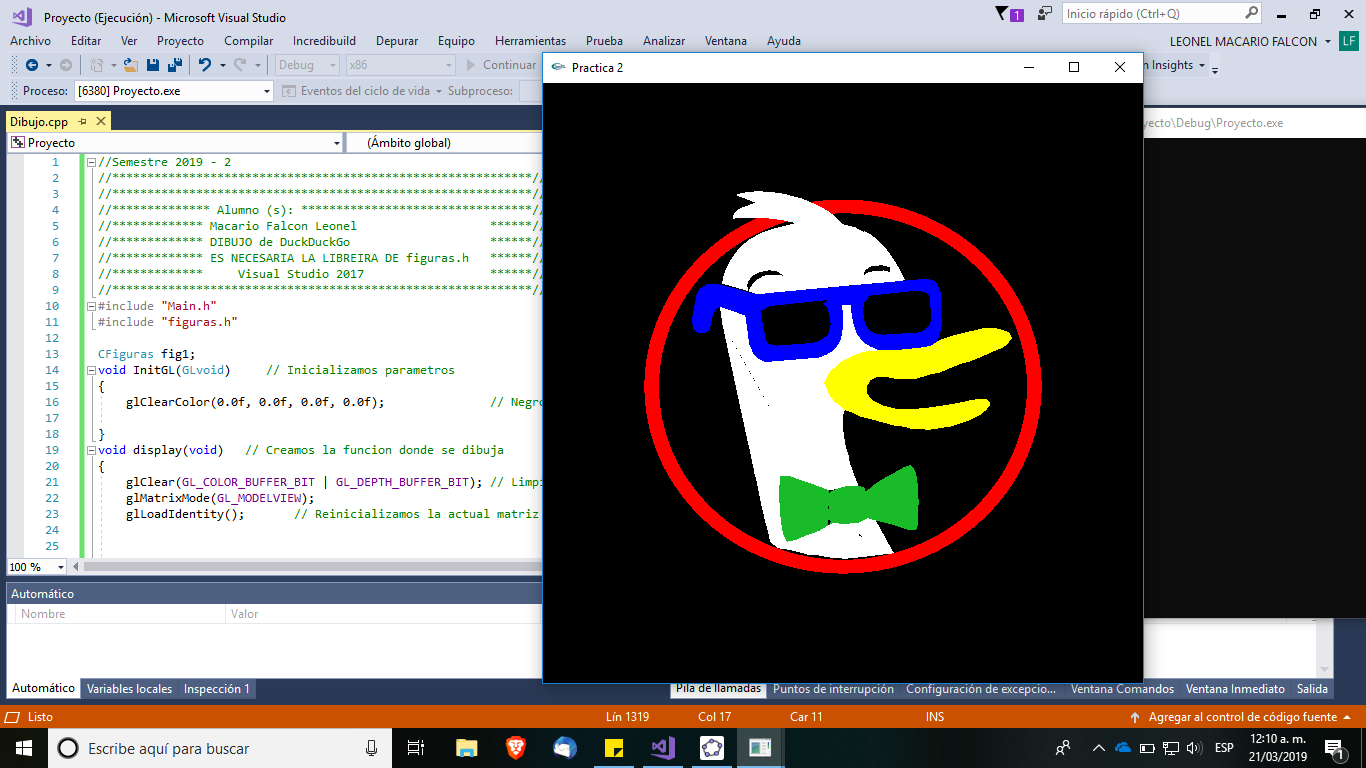 Proyecto (Ejecución) - Microsoft Visual Studio
1
Inicio rápido (Ctrl+Q)
Archivo Editar Ver Proyecto Compilar Incredibuild Depurar Equipo Herramientas Prueba Analizar Ventana Ayuda
LEONEL MACARIO FALCON LF
Debug x86 Continuar
n Insights
Proceso: [6380] Proyecto.exe Eventos del ciclo de vida Subproceso:
Practica 2
Dibujo.cpp
yecto\Debug\Proyecto.exe
Proyecto (Ámbito global)
1 //Semestre 2019 - 2
2 //************************************************************//
3 //************************************************************//
4 //************** Alumno (s): *********************************//
5 //************* Macario Falcon Leonel ******//
6 //************* DIBUJO de DuckDuckGo ******//
7 //************* ES NECESARIA LA LIBREIRA DE figuras.h ******//
8 //************* Visual Studio 2017 ******//
9 //************************************************************//
10 #include "Main.h"
11 #include "figuras.h"
12
13 CFiguras fig1;
14 void InitGL(GLvoid) // Inicializamos parametros
15 {
16 glClearColor(0.0f, 0.0f, 0.0f, 0.0f); // Negro
17
18 }
19 void display(void) // Creamos la funcion donde se dibuja
20 {
21 glClear(GL_COLOR_BUFFER_BIT | GL_DEPTH_BUFFER_BIT); // Limpi
22 glMatrixMode(GL_MODELVIEW);
23 glLoadIdentity(); // Reinicializamos la actual matriz
24
25
100 %
Automático
Nombre Valor
Automático Variables locales Inspección 1
Pila de llamadas Puntos de interrupción Configuración de excepcio... Ventana Comandos Ventana Inmediato Salida
Listo Lín 1319 Col 17 Car 11 INS Agregar al control de código fuente
Escribe aquí para buscar
ESP
12:10 a. m.
21/03/2019
1